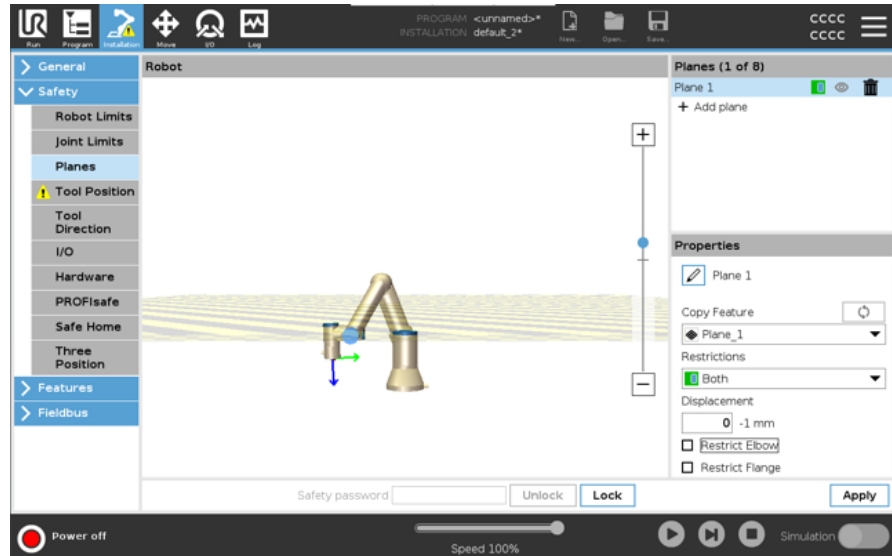 PROGRAM <unnamed>*
INSTALLATION default_2*
CCCC
CCCC
Run
Program
Installation
Move
I/O
Log
New...
Open...
Save...
General
Safety
Robot Limits
Joint Limits
Planes
Tool Position
Tool
Direction
I/O
Hardware
PROFIsafe
Safe Home
Three
Position
Features
Fieldbus
Robot
Safety password
Unlock
Lock
Planes (1 of 8)
Plane 1
+ Add plane
Properties
Plane 1
Copy Feature
Plane_1
Restrictions
Both
Displacement
0 -1 mm
Restrict Elbow
Restrict Flange
Apply
Power off
Speed 100%
Simulation